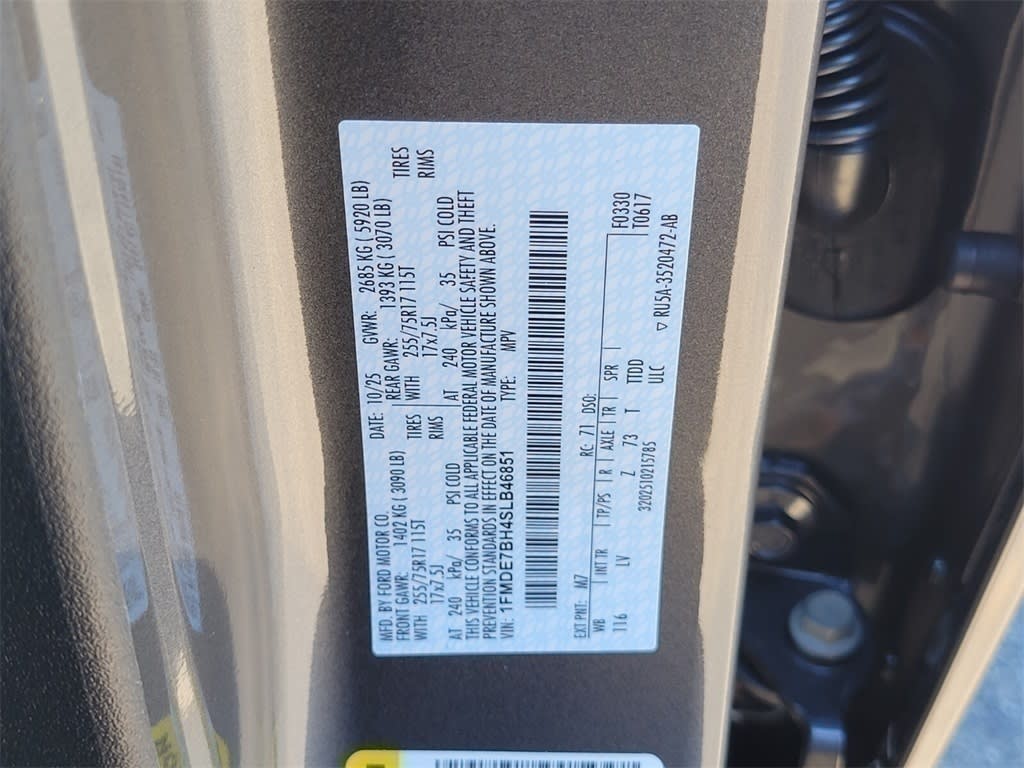 MFD. BY FORD MOTOR CO. DATE: 10/25 GVWR: 2685 KG ( 5920 LB)
FRONT GAWR: 1402 KG ( 3090 LB) REAR GAWR: 1393 KG ( 3070 LB)
WITH 255/75R17 115T TIRES WITH 255/75R17 115T TIRES
17x7.5J RIMS 17x7.5J RIMS
AT 240 kPa/ 35 PSI COLD AT 240 kPa/ 35 PSI COLD
THIS VEHICLE CONFORMS TO ALL APPLICABLE FEDERAL MOTOR VEHICLE SAFETY AND THEFT
PREVENTION STANDARDS IN EFFECT ON THE DATE OF MANUFACTURE SHOWN ABOVE.
VIN: 1FMDE7BH4SLB46851 TYPE: MPV
F0330
T0617
EXT PNT: M7 RC: 71 DSO:
WB INT TR TP/PS R AXLE TR SPR
116 LV Z 73 T TTDD
ULC
3202510215785 ▽ RU5A-3520472-AB